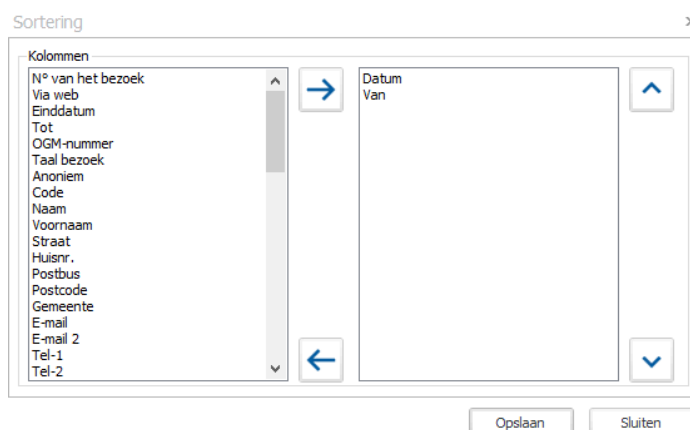 Sortering
Kolommen
N° van het bezoek
Via web
Einddatum
Tot
OGM-nummer
Taal bezoek
Anoniem
Code
Naam
Voornaam
Straat
Huisnr.
Postbus
Postcode
Gemeente
E-mail
E-mail 2
Tel-1
Tel-2
Datum
Van
Opslaan
Sluiten